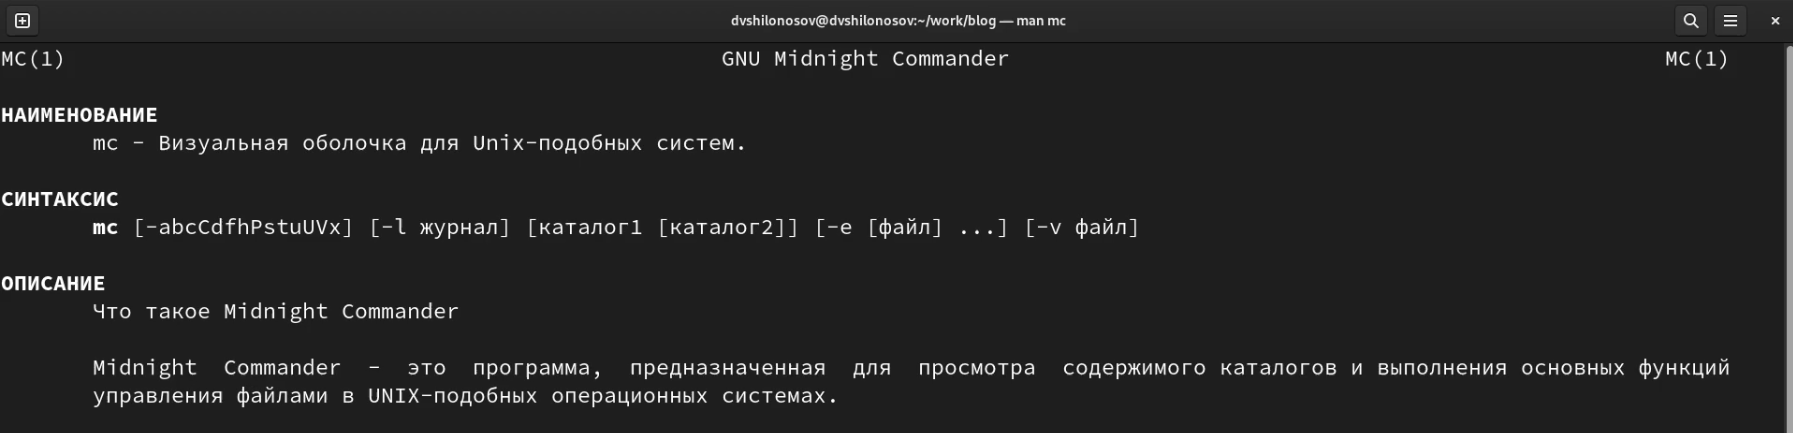 dvshilonosov@dvshilonosov:~/work/blog — man mc
MC(1) GNU Midnight Commander MC(1)
НАИМЕНОВАНИЕ
mc - Визуальная оболочка для Unix-подобных систем.
СИНТАКСИС
mc [-abcCdfhPstuUVx] [-l журнал] [каталог1 [каталог2]] [-e [файл] ...] [-v файл]
ОПИСАНИЕ
Что такое Midnight Commander
Midnight Commander - это программа, предназначенная для просмотра содержимого каталогов и выполнения основных функций
управления файлами в UNIX-подобных операционных системах.